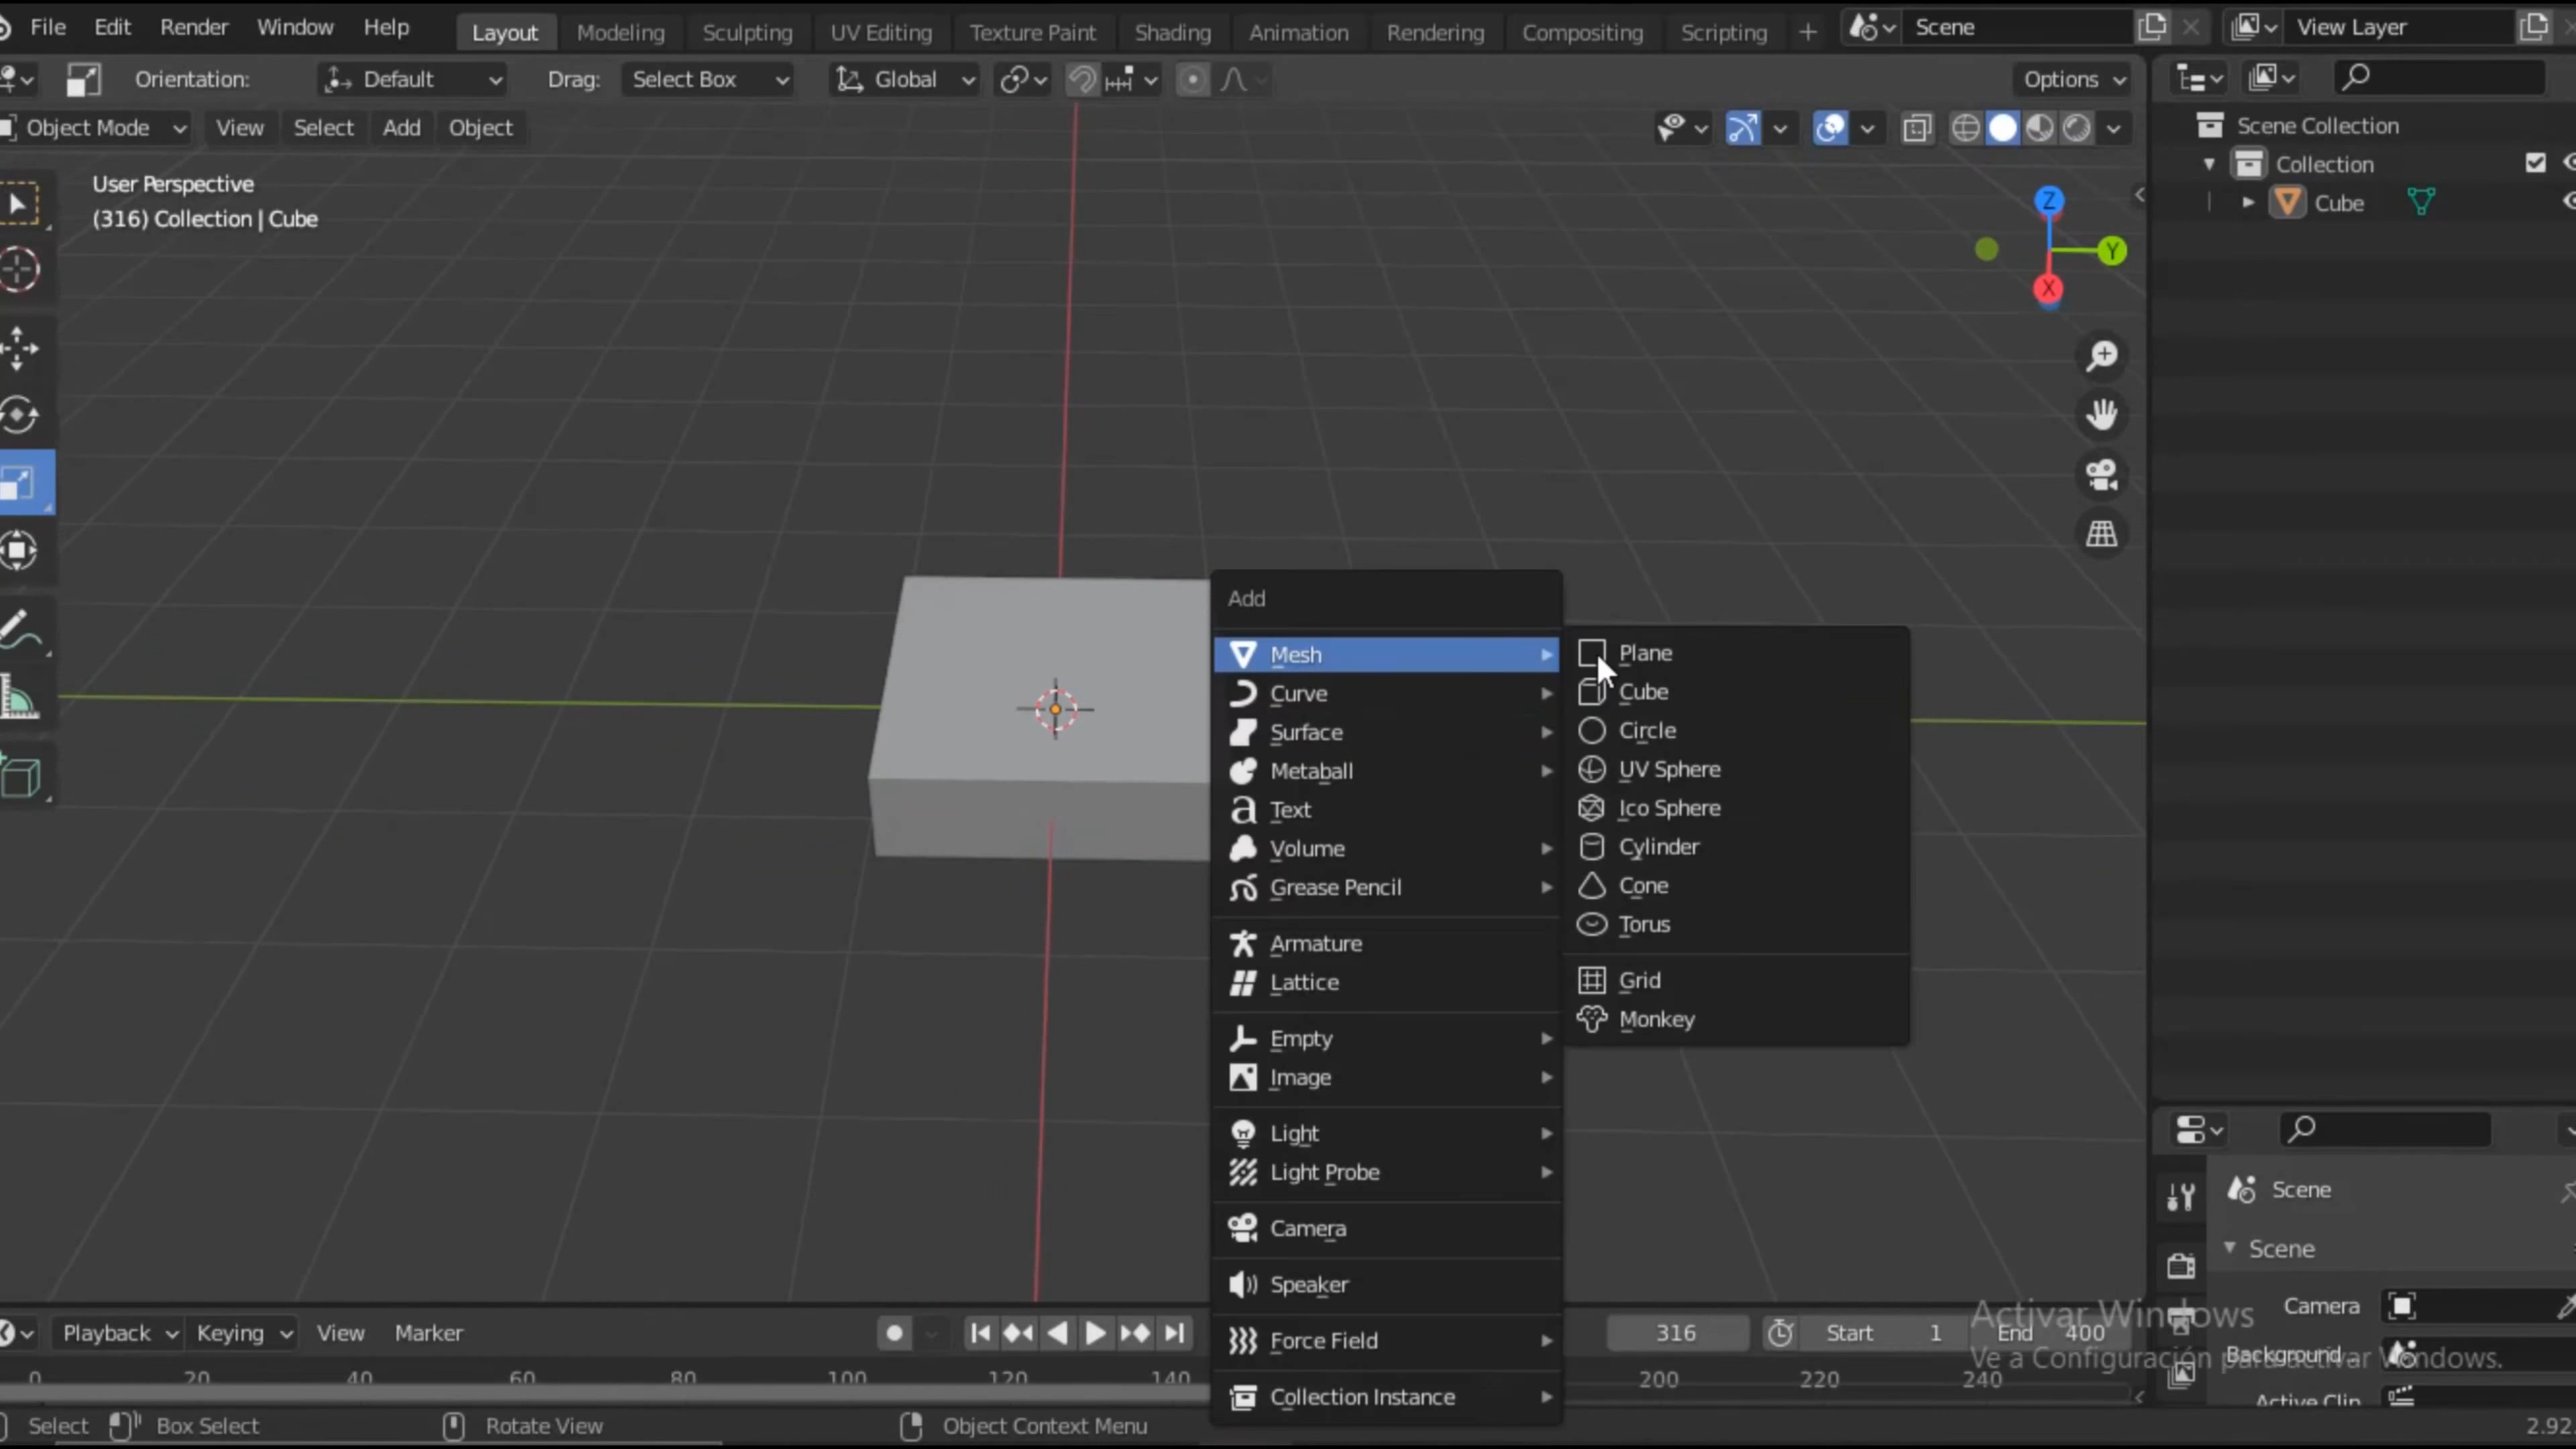 File Edit Render Window Help Layout Modeling Sculpting UV Editing Texture Paint Shading Animation Rendering Compositing Scripting + Scene View Layer
Orientation: Default Drag: Select Box Global Options
Object Mode View Select Add Object
User Perspective
(316) Collection | Cube
Z
Y
X
Scene Collection
Collection
Cube
Add
Mesh
Curve
Surface
Metaball
Text
Volume
Grease Pencil
Armature
Lattice
Empty
Image
Light
Light Probe
Camera
Speaker
Force Field
Collection Instance
Plane
Cube
Circle
UV Sphere
Ico Sphere
Cylinder
Cone
Torus
Grid
Monkey
Scene
Scene
Camera
Background
Active Clip
Activar Windows
Ve a Configuración para activar Windows.
Playback Keying View Marker 316 Start 1 End 400
0 20 40 60 80 100 120 140 200 220 240
Select Box Select Rotate View Object Context Menu 2.92.